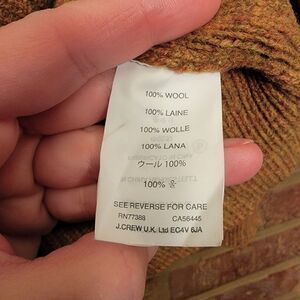 100% WOOL
100% LAINE
100% WOLLE
100% LANA
ウール 100%
100%
SEE REVERSE FOR CARE
RN77388 CA56445
J.CREW U.K. Ltd EC4V 6JA